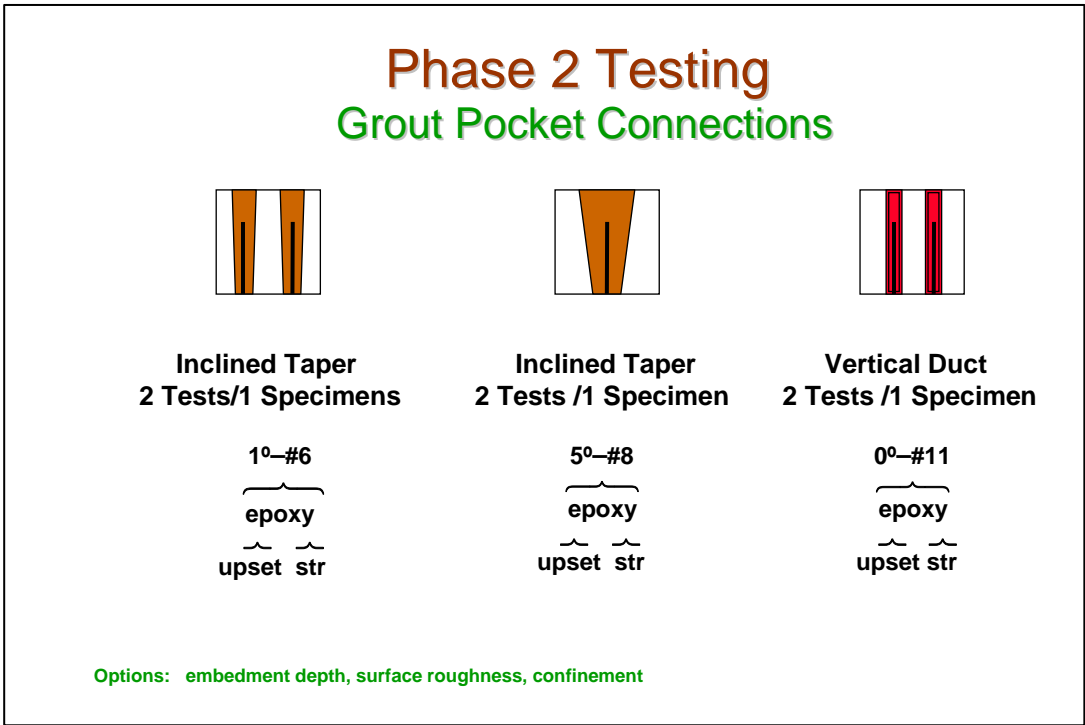 Phase 2 Testing
Grout Pocket Connections
Inclined Taper
2 Tests/1 Specimens
1º–#6
epoxy
upset str
Inclined Taper
2 Tests /1 Specimen
5º–#8
epoxy
upset str
Vertical Duct
2 Tests /1 Specimen
0º–#11
epoxy
upset str
Options: embedment depth, surface roughness, confinement